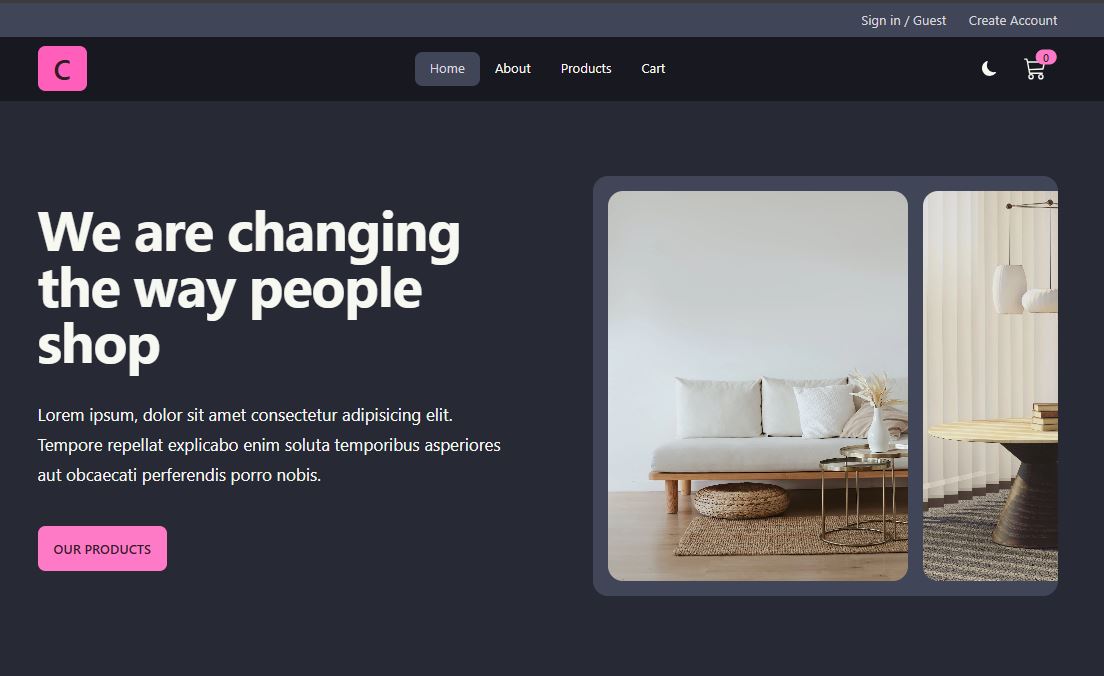 Sign in / Guest Create Account
C Home About Products Cart 0
We are changing
the way people
shop
Lorem ipsum, dolor sit amet consectetur adipisicing elit.
Tempore repellat explicabo enim soluta temporibus asperiores
aut obcaecati perferendis porro nobis.
OUR PRODUCTS